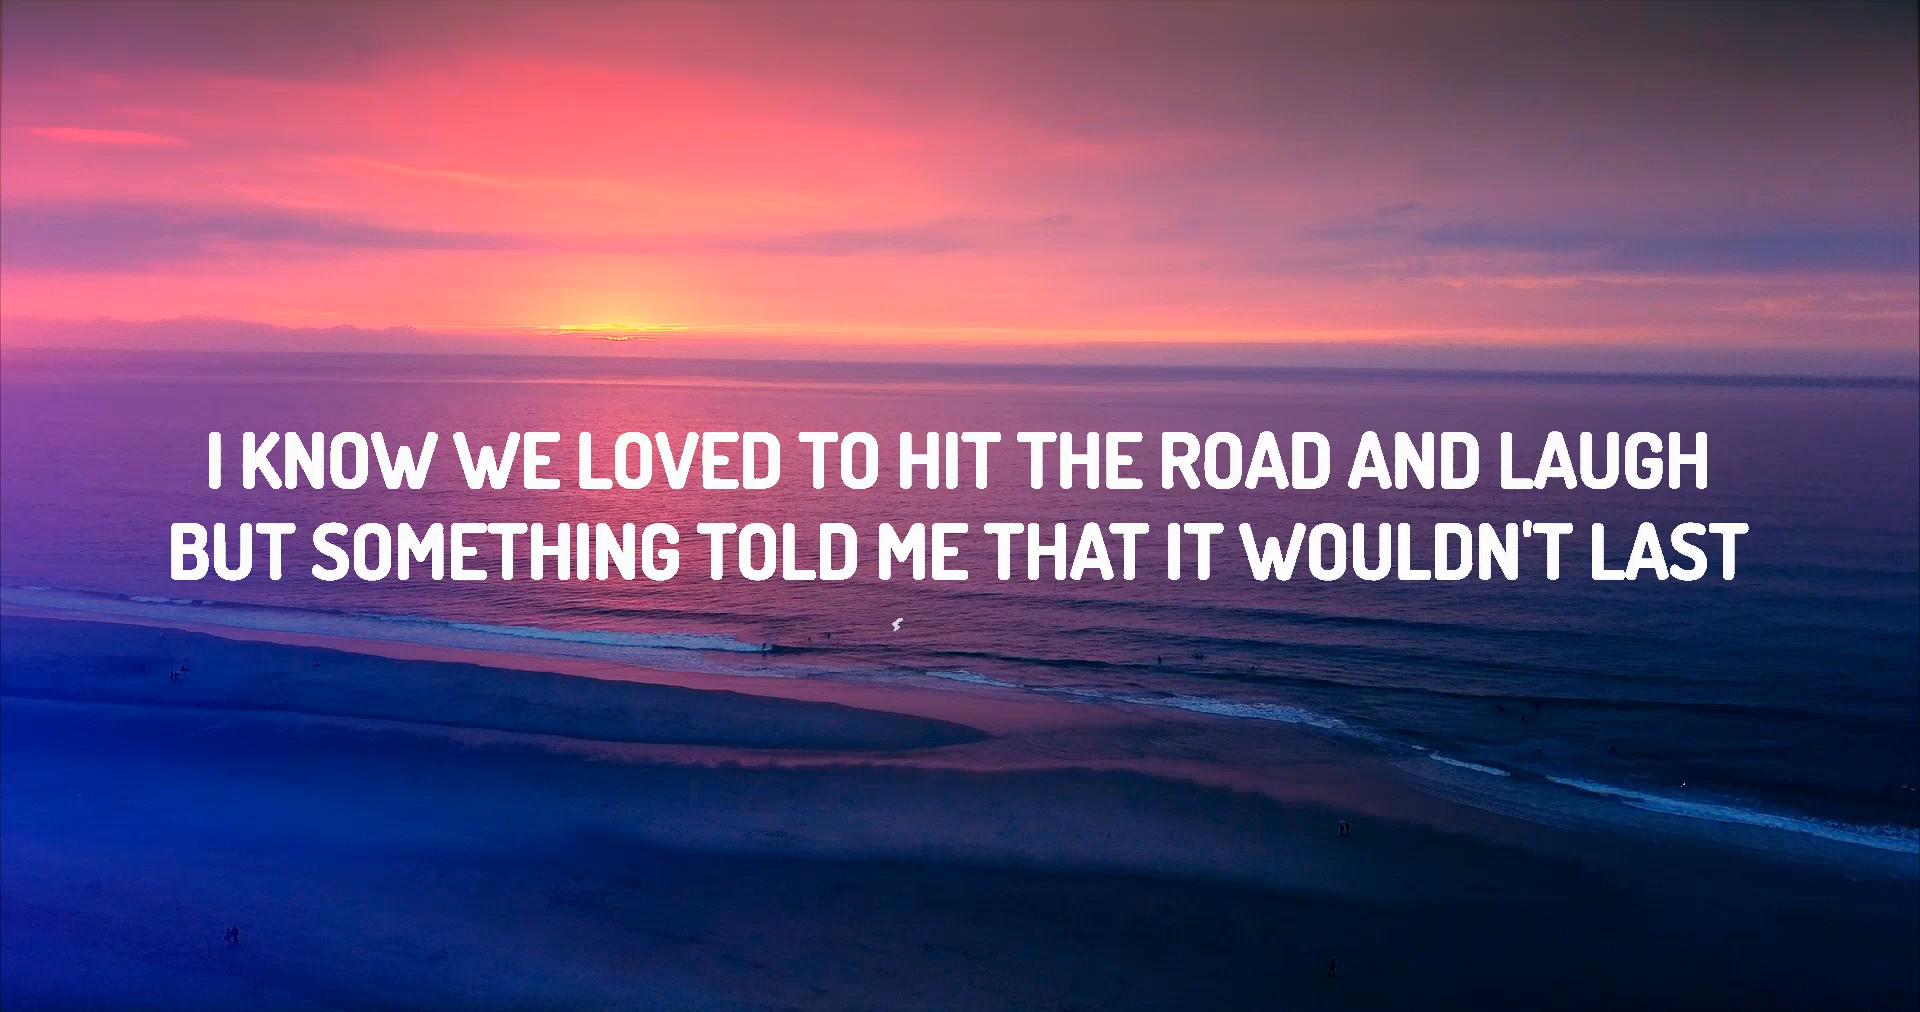 I KNOW WE LOVED TO HIT THE ROAD AND LAUGH
BUT SOMETHING TOLD ME THAT IT WOULDN'T LAST